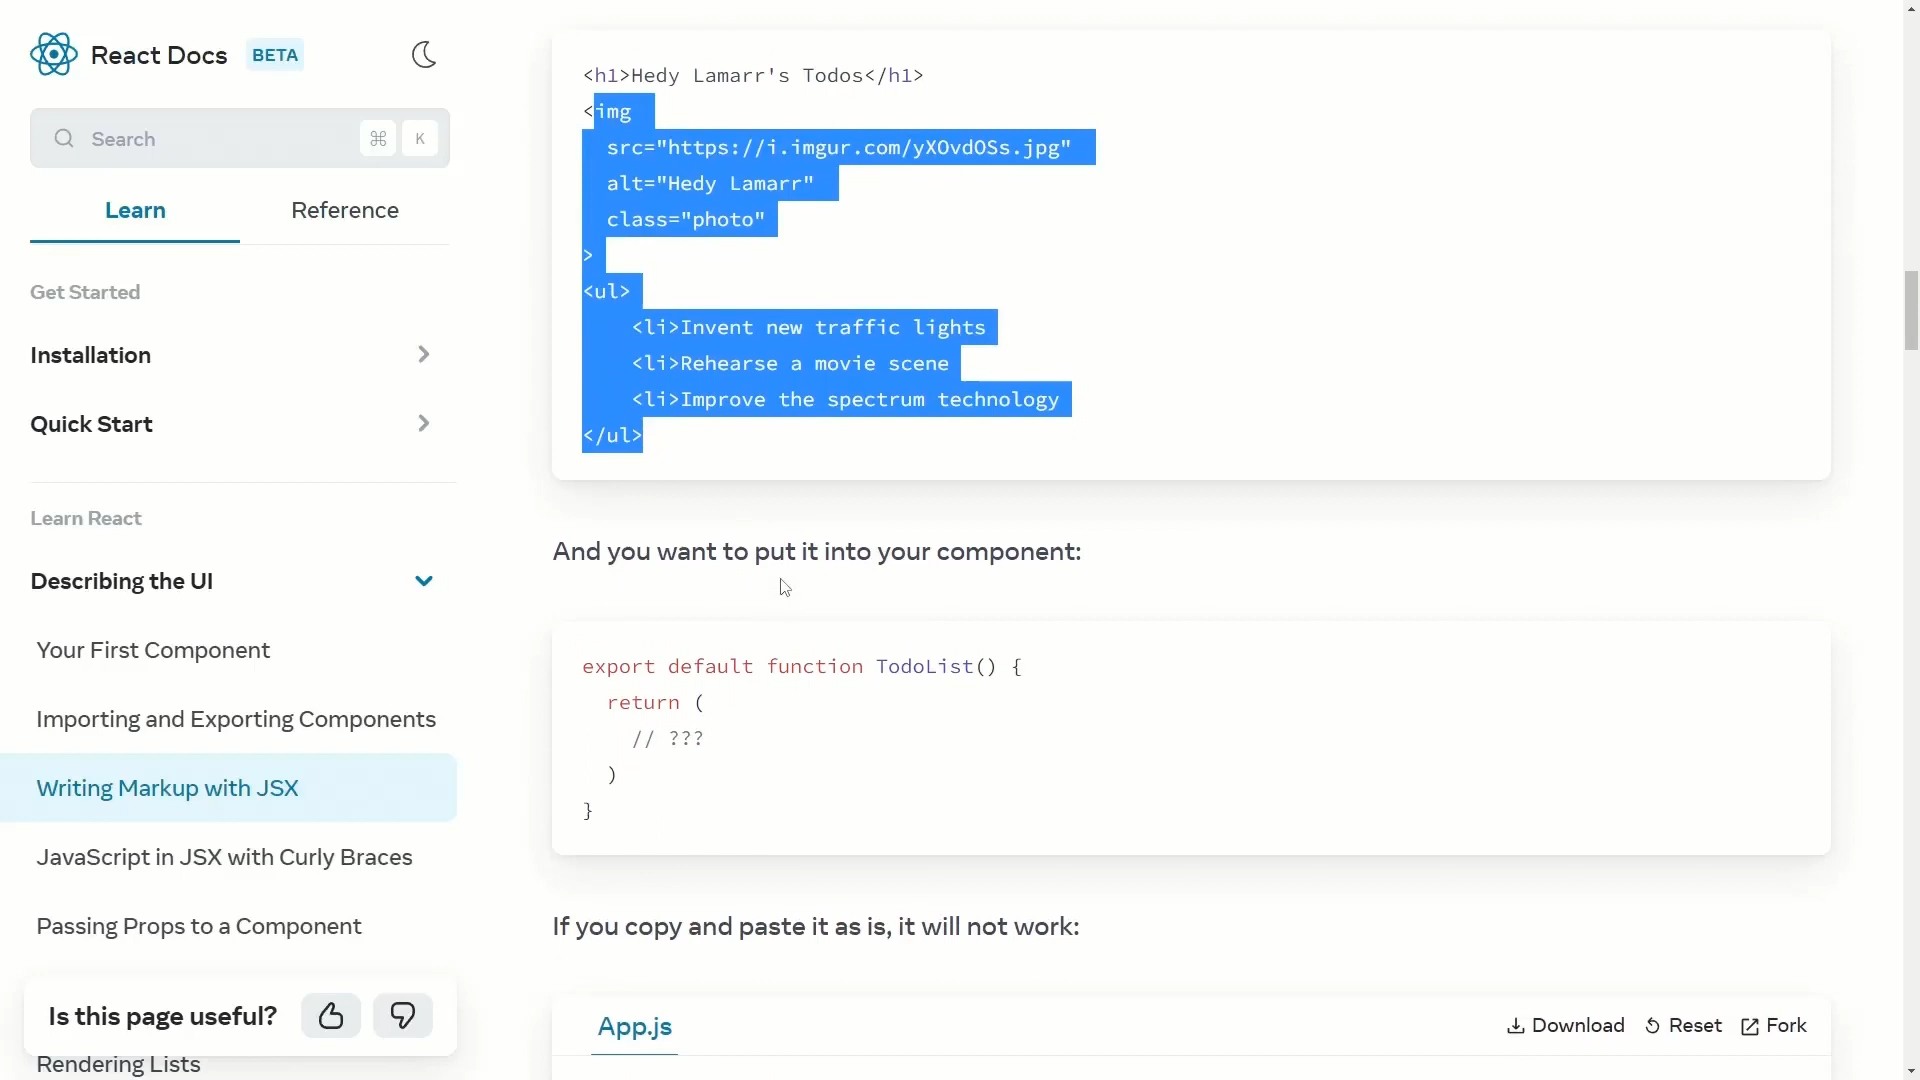 React Docs BETA
Search ⌘ K
Learn Reference
Get Started
Installation
Quick Start
Learn React
Describing the UI
Your First Component
Importing and Exporting Components
Writing Markup with JSX
JavaScript in JSX with Curly Braces
Passing Props to a Component
Is this page useful?
Rendering Lists
<h1>Hedy Lamarr's Todos</h1>
<img
src="https://i.imgur.com/yXOvdOSs.jpg"
alt="Hedy Lamarr"
class="photo"
>
<ul>
<li>Invent new traffic lights
<li>Rehearse a movie scene
<li>Improve the spectrum technology
</ul>
And you want to put it into your component:
export default function TodoList() {
return (
// ???
)
}
If you copy and paste it as is, it will not work:
App.js Download Reset Fork